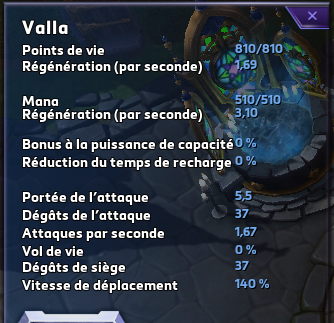 Valla
Points de vie 810/810
Régénération (par seconde) 1,69
Mana 510/510
Régénération (par seconde) 3,10
Bonus à la puissance de capacité 0 %
Réduction du temps de recharge 0 %
Portée de l'attaque 5,5
Dégâts de l'attaque 37
Attaques par seconde 1,67
Vol de vie 0 %
Dégâts de siège 37
Vitesse de déplacement 140 %